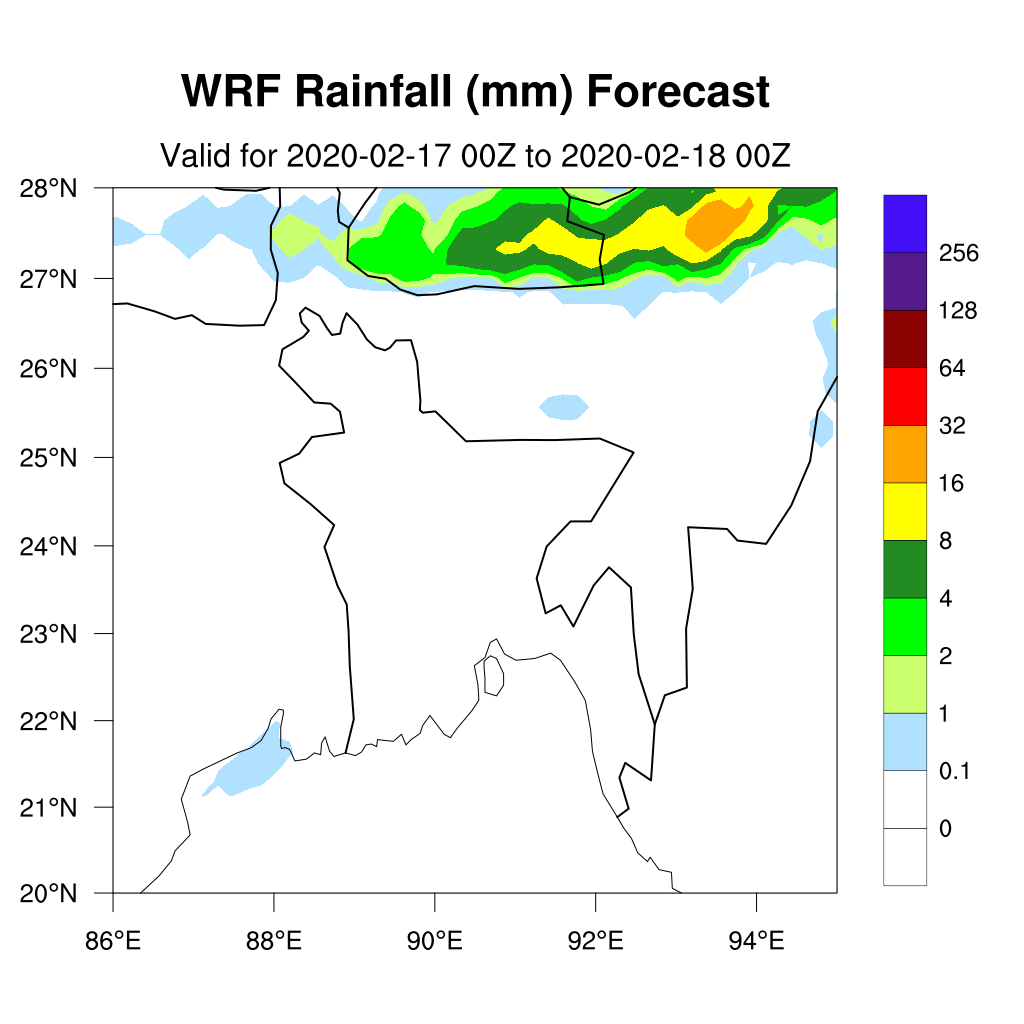 WRF Rainfall (mm) Forecast
Valid for 2020-02-17 00Z to 2020-02-18 00Z
28°N
27°N
26°N
25°N
24°N
23°N
22°N
21°N
20°N
86°E
88°E
90°E
92°E
94°E
256
128
64
32
16
8
4
2
1
0.1
0